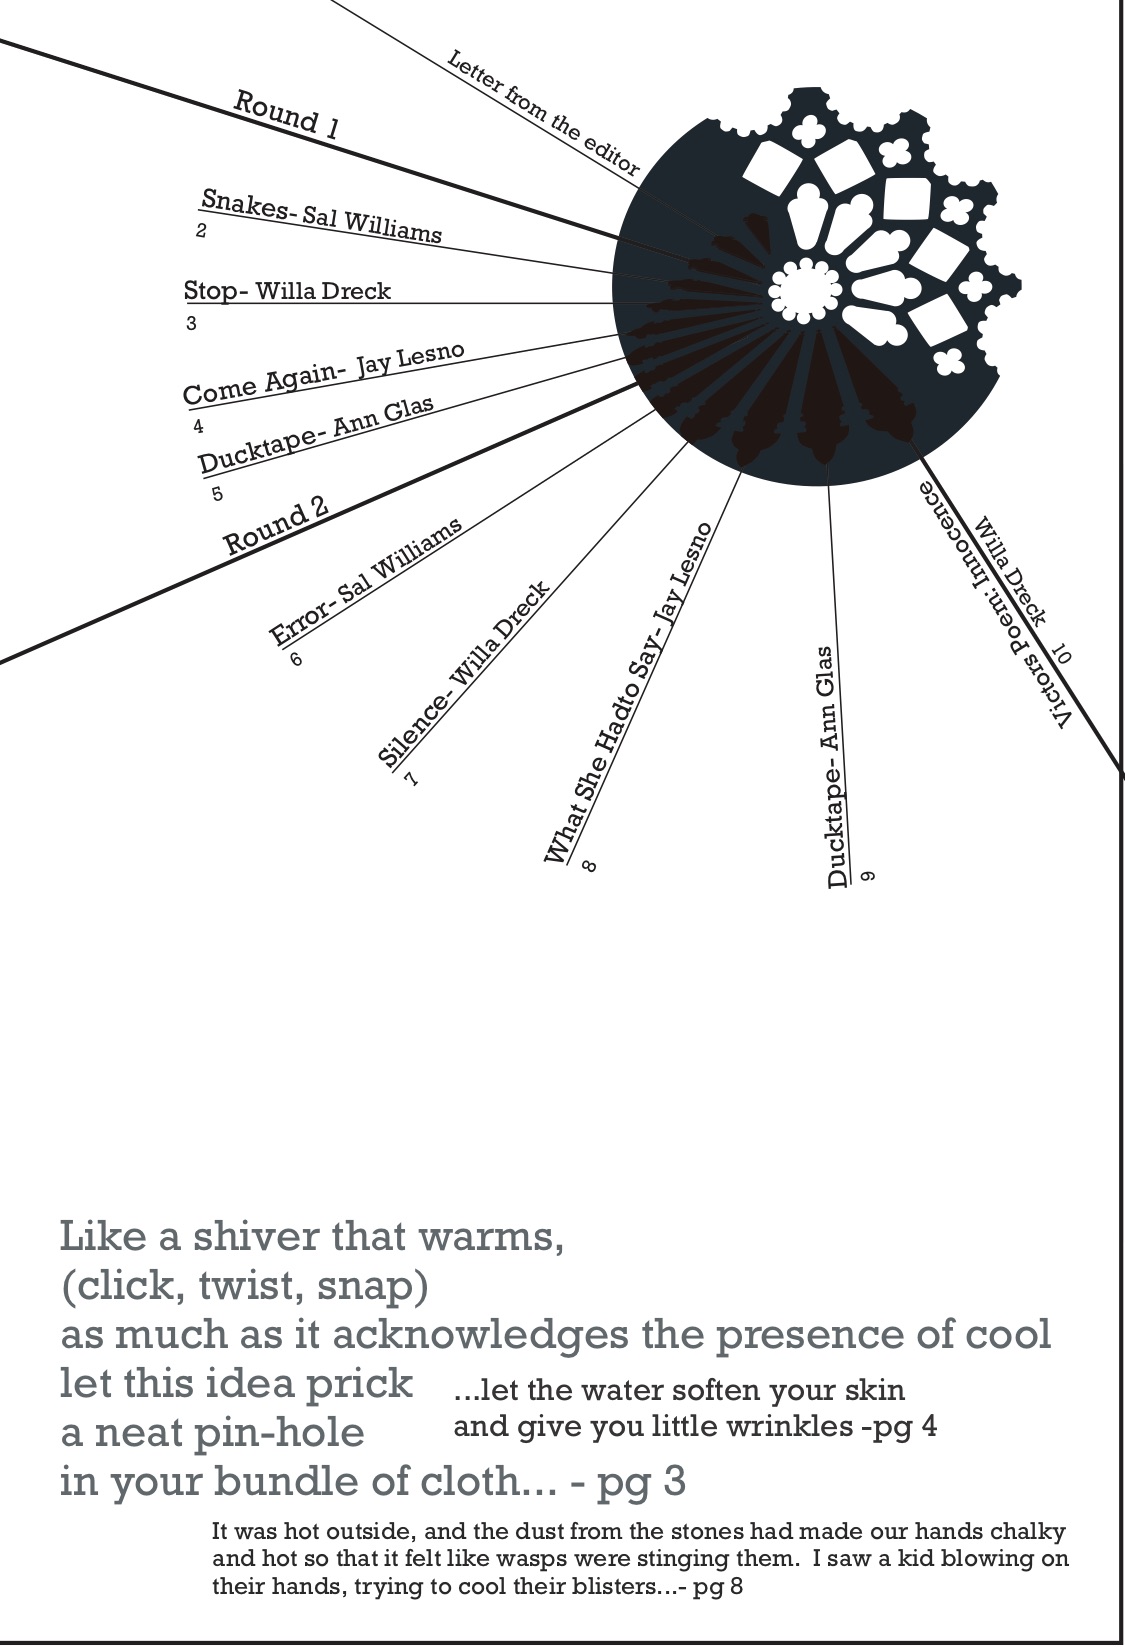 Letter from the editor
Round 1
Snakes- Sal Williams
2
Stop- Willa Dreck
3
Come Again- Jay Lesno
4
Ducktape- Ann Glas
5
Round 2
Error- Sal Williams
6
Silence- Willa Dreck
7
What She Hadto Say- Jay Lesno
8
Ducktape- Ann Glas
9
Victors Poem: Innocence
Willa Dreck 10
Like a shiver that warms,
(click, twist, snap)
as much as it acknowledges the presence of cool
let this idea prick
a neat pin-hole
in your bundle of cloth... - pg 3
...let the water soften your skin
and give you little wrinkles -pg 4
It was hot outside, and the dust from the stones had made our hands chalky
and hot so that it felt like wasps were stinging them. I saw a kid blowing on
their hands, trying to cool their blisters...- pg 8